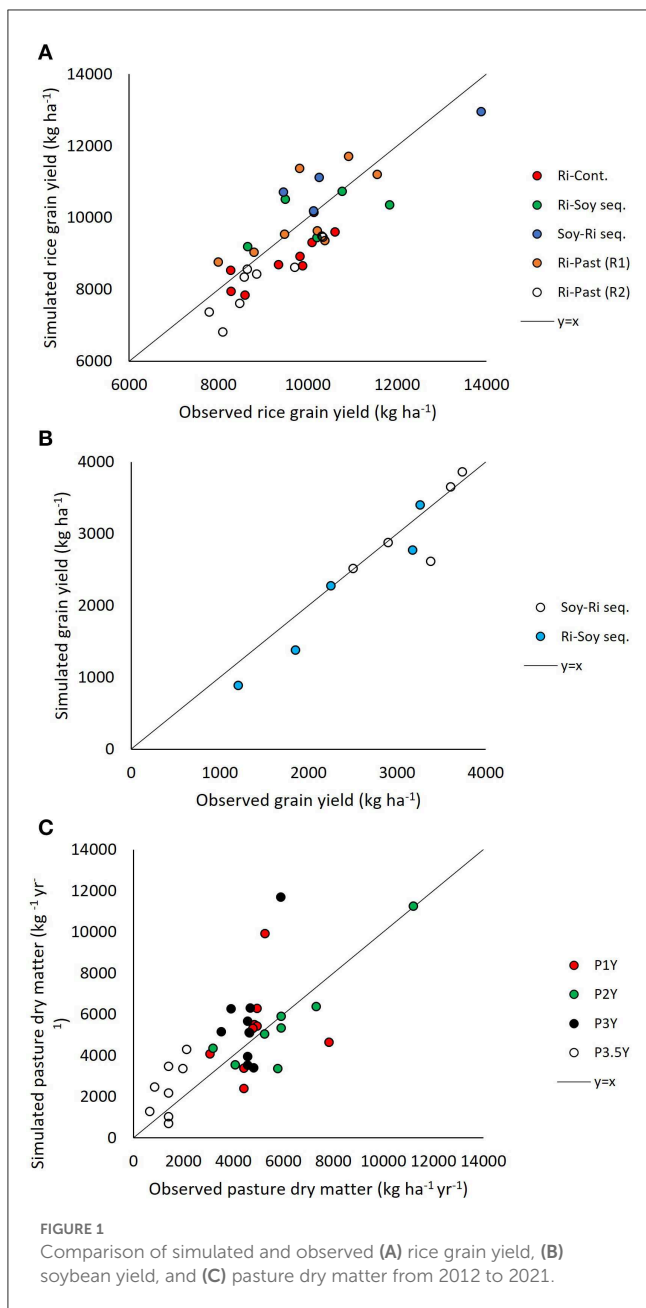 A
Simulated rice grain yield (kg ha-1)
14000
12000
10000
8000
6000
6000 8000 10000 12000 14000
Observed rice grain yield (kg ha-1)
Ri-Cont.
Ri-Soy seq.
Soy-Ri seq.
Ri-Past (R1)
Ri-Past (R2)
y=x
B
Simulated grain yield (kg ha-1)
4000
3000
2000
1000
0
0 1000 2000 3000 4000
Observed grain yield (kg ha-1)
Soy-Ri seq.
Ri-Soy seq.
y=x
C
Simulated pasture dry matter (kg -1 yr-
1)
14000
12000
10000
8000
6000
4000
2000
0
0 2000 4000 6000 8000 10000 12000 14000
Observed pasture dry matter (kg ha-1 yr-1)
P1Y
P2Y
P3Y
P3.5Y
y=x
FIGURE 1
Comparison of simulated and observed (A) rice grain yield, (B)
soybean yield, and (C) pasture dry matter from 2012 to 2021.